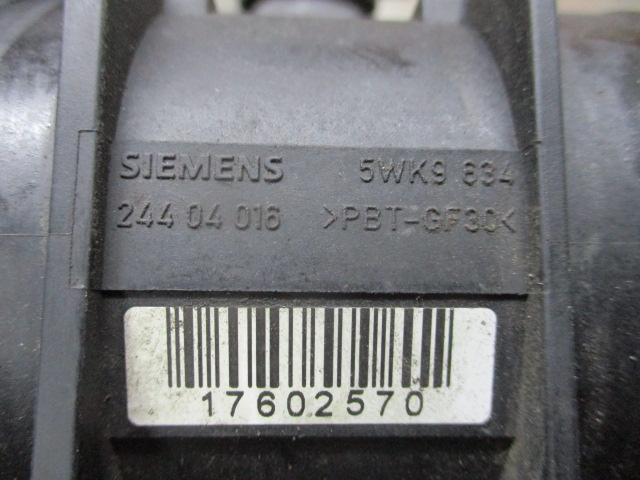 SIEMENS 5WK9 634
244 04 016 >PBT-GF30<
17602570